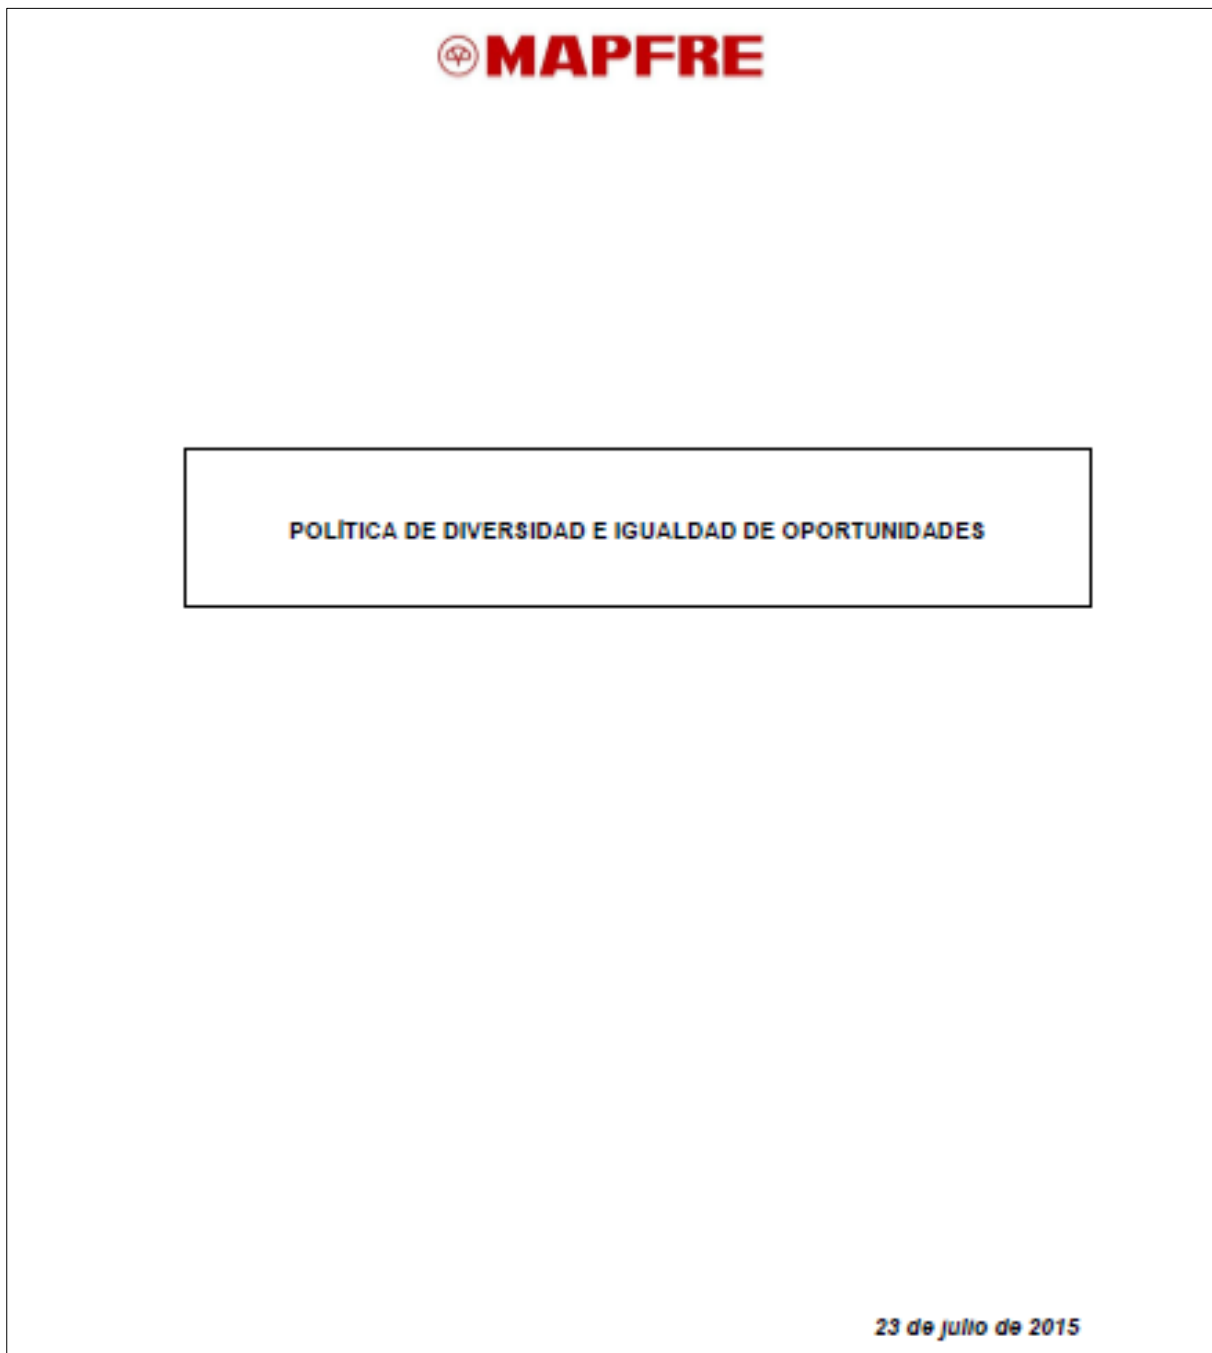 MAPFRE
POLÍTICA DE DIVERSIDAD E IGUALDAD DE OPORTUNIDADES
23 de julio de 2015